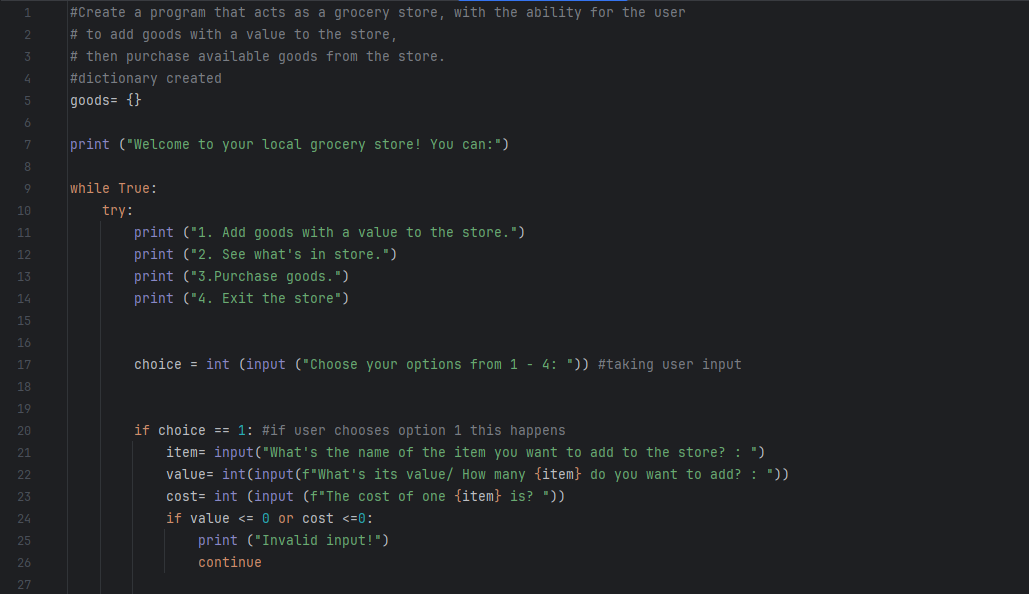 1 #Create a program that acts as a grocery store, with the ability for the user
2 # to add goods with a value to the store,
3 # then purchase available goods from the store.
4 #dictionary created
5 goods= {}
6
7 print ("Welcome to your local grocery store! You can:")
8
9 while True:
10     try:
11         print ("1. Add goods with a value to the store.")
12         print ("2. See what's in store.")
13         print ("3.Purchase goods.")
14         print ("4. Exit the store")
15
16
17         choice = int (input ("Choose your options from 1 - 4: ")) #taking user input
18
19
20         if choice == 1: #if user chooses option 1 this happens
21             item= input("What's the name of the item you want to add to the store? : ")
22             value= int(input(f"What's its value/ How many {item} do you want to add? : "))
23             cost= int (input (f"The cost of one {item} is? "))
24             if value <= 0 or cost <=0:
25                 print ("Invalid input!")
26                 continue
27